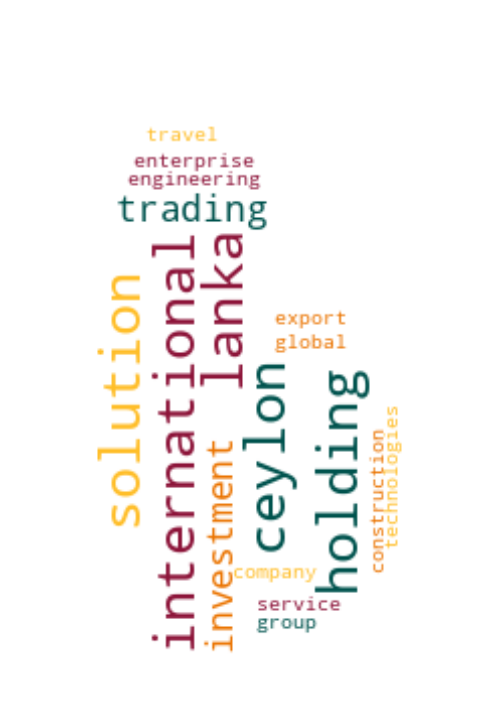 travel
enterprise
engineering
trading
solution
international
lanka
export
global
ceylon
holding
investment
construction
technologies
company
service
group